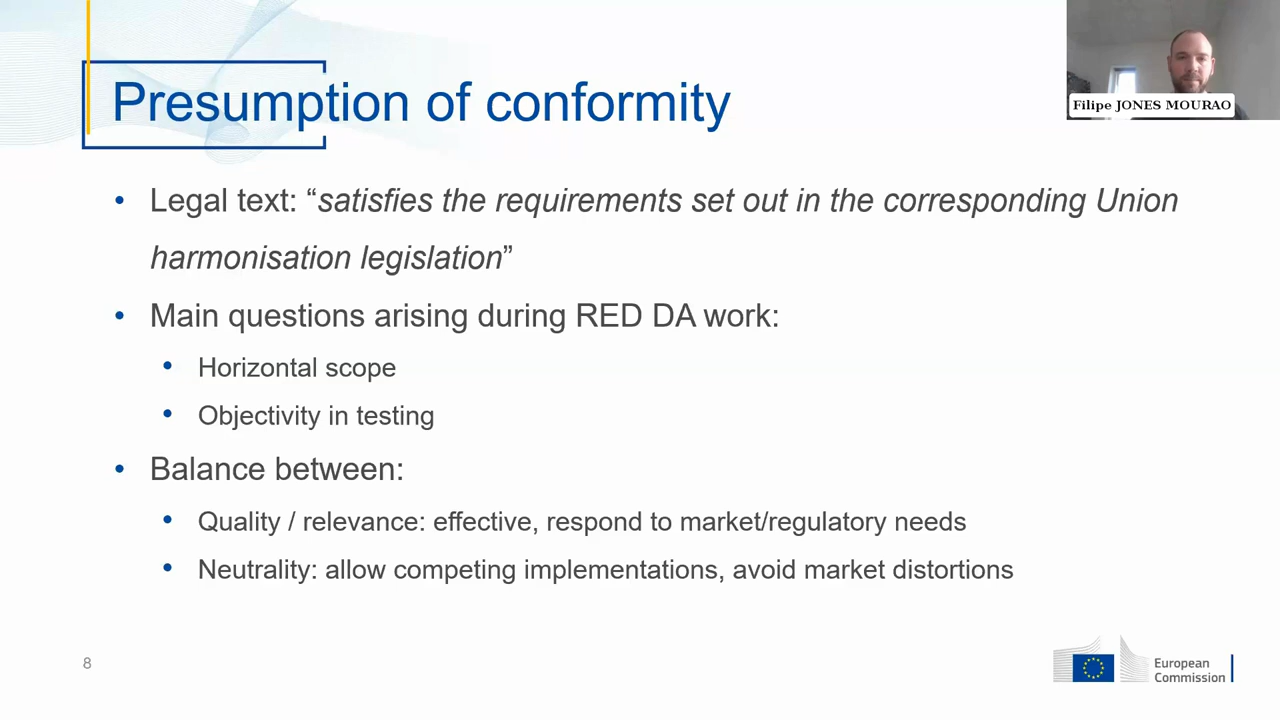 Presumption of conformity
Filipe JONES MOURAO
• Legal text: “satisfies the requirements set out in the corresponding Union
harmonisation legislation”
• Main questions arising during RED DA work:
• Horizontal scope
• Objectivity in testing
• Balance between:
• Quality / relevance: effective, respond to market/regulatory needs
• Neutrality: allow competing implementations, avoid market distortions
8
European
Commission